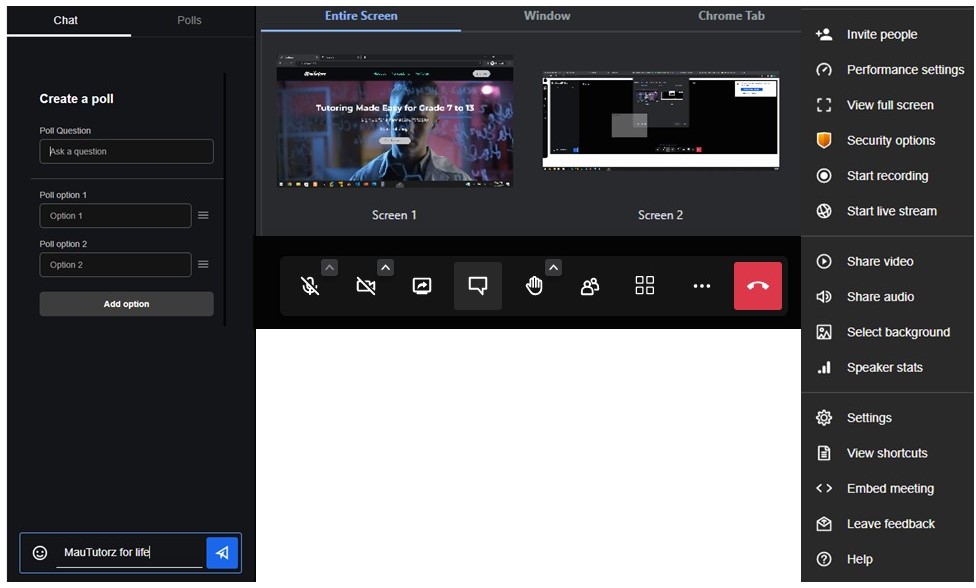 Chat
Polls
Create a poll
Poll Question
Ask a question
Poll option 1
Option 1
Poll option 2
Option 2
Add option
MauTutorz for life
Entire Screen
Window
Chrome Tab
Tutoring Made Easy for Grade 7 to 13
Screen 1
Screen 2
Invite people
Performance settings
View full screen
Security options
Start recording
Start live stream
Share video
Share audio
Select background
Speaker stats
Settings
View shortcuts
Embed meeting
Leave feedback
Help